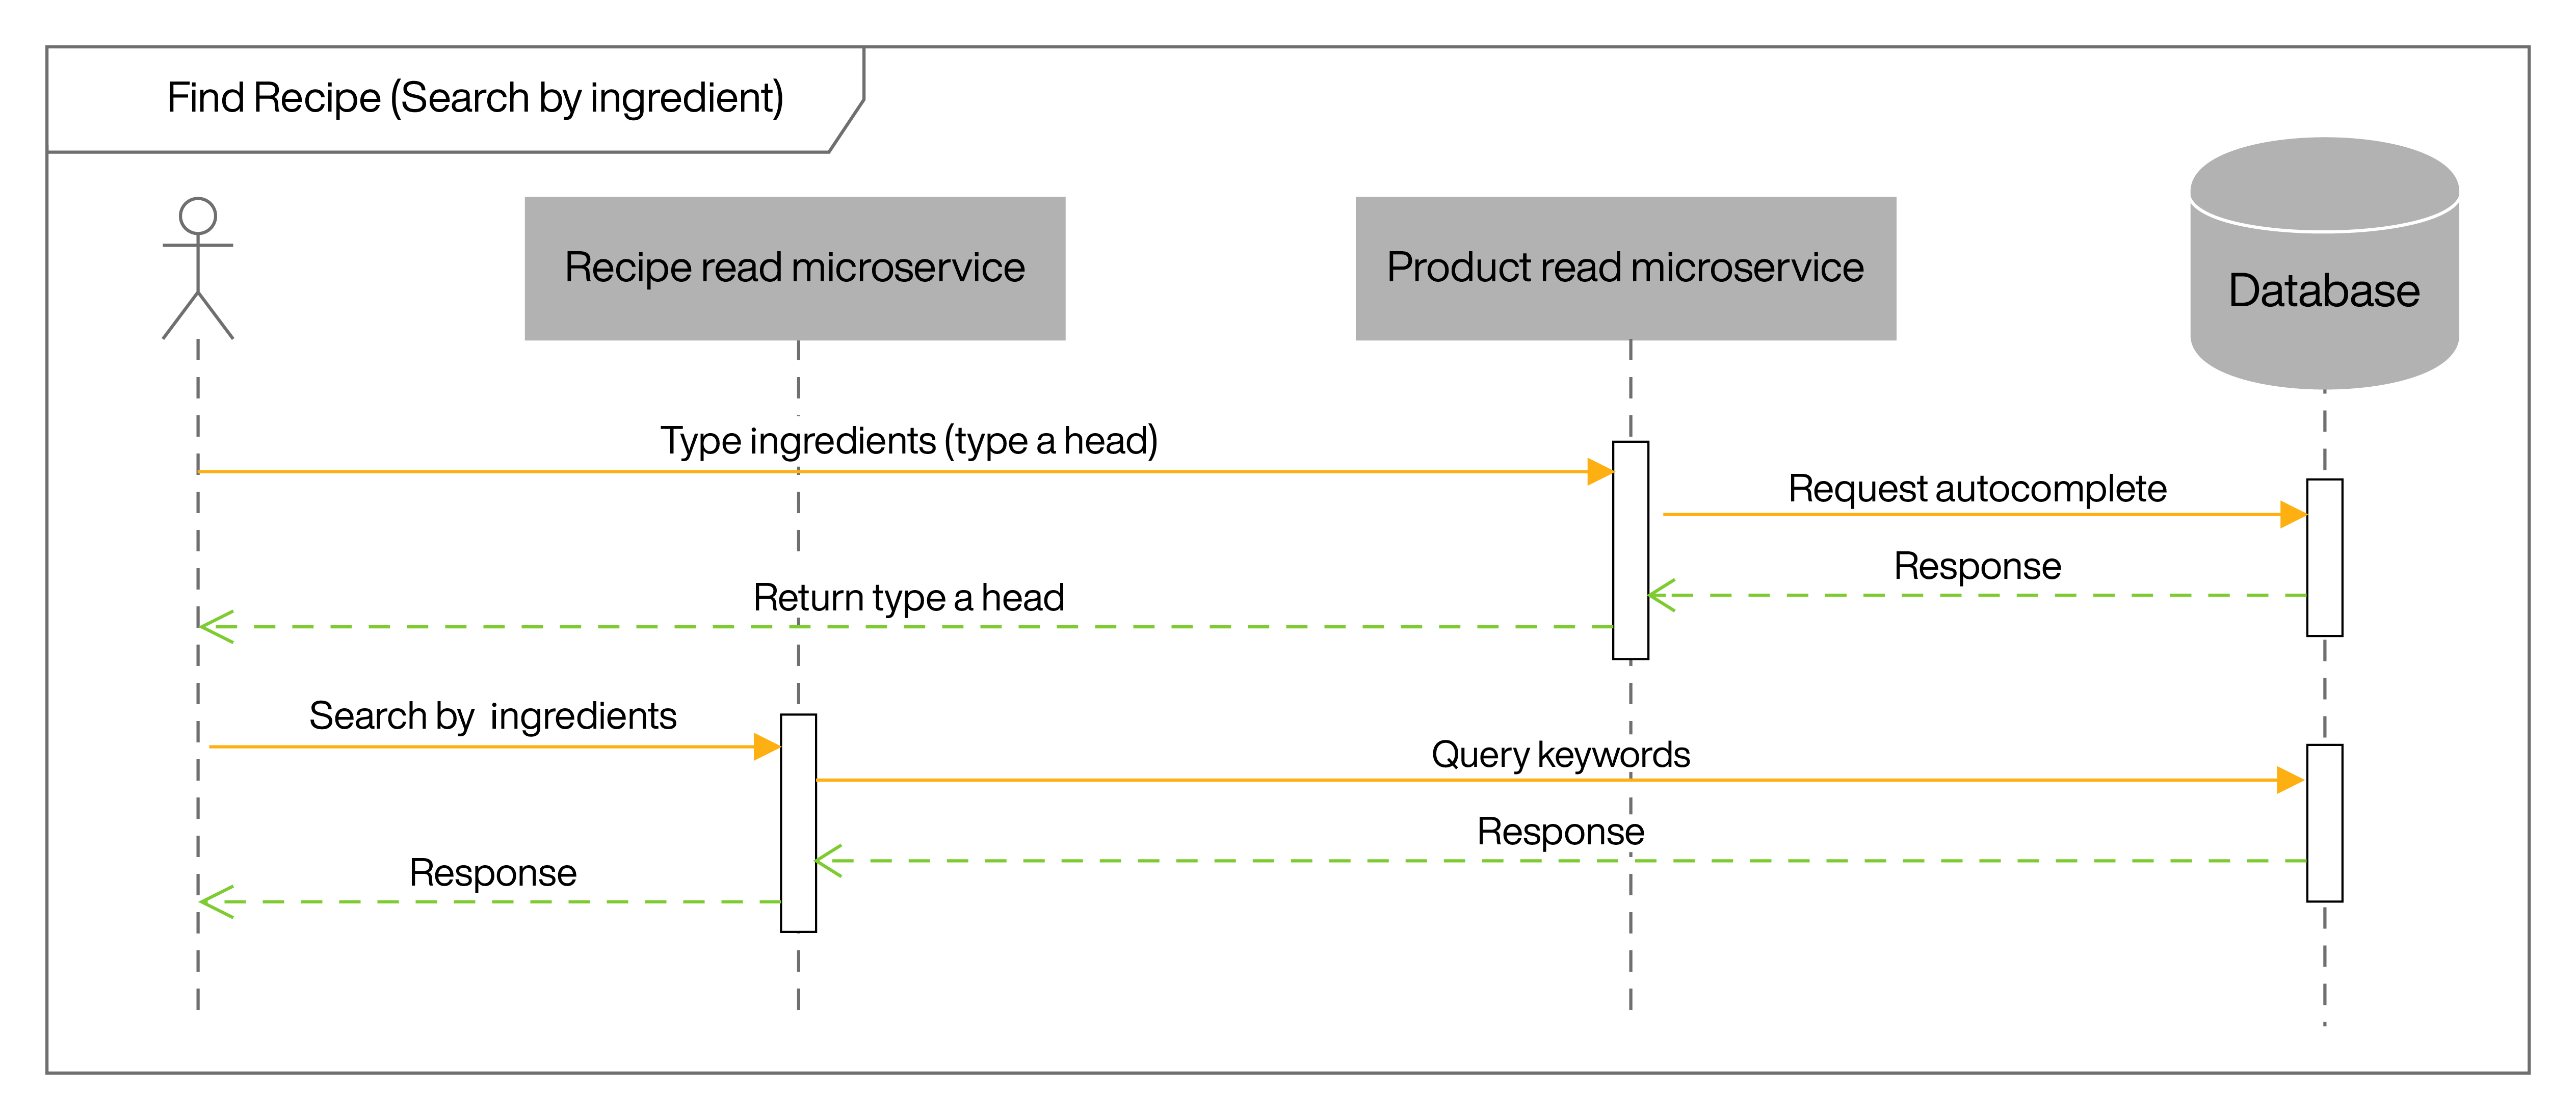 Find Recipe (Search by ingredient)
Recipe read microservice
Product read microservice
Database
Type ingredients (type a head)
Request autocomplete
Response
Return type a head
Search by  ingredients
Query keywords
Response
Response